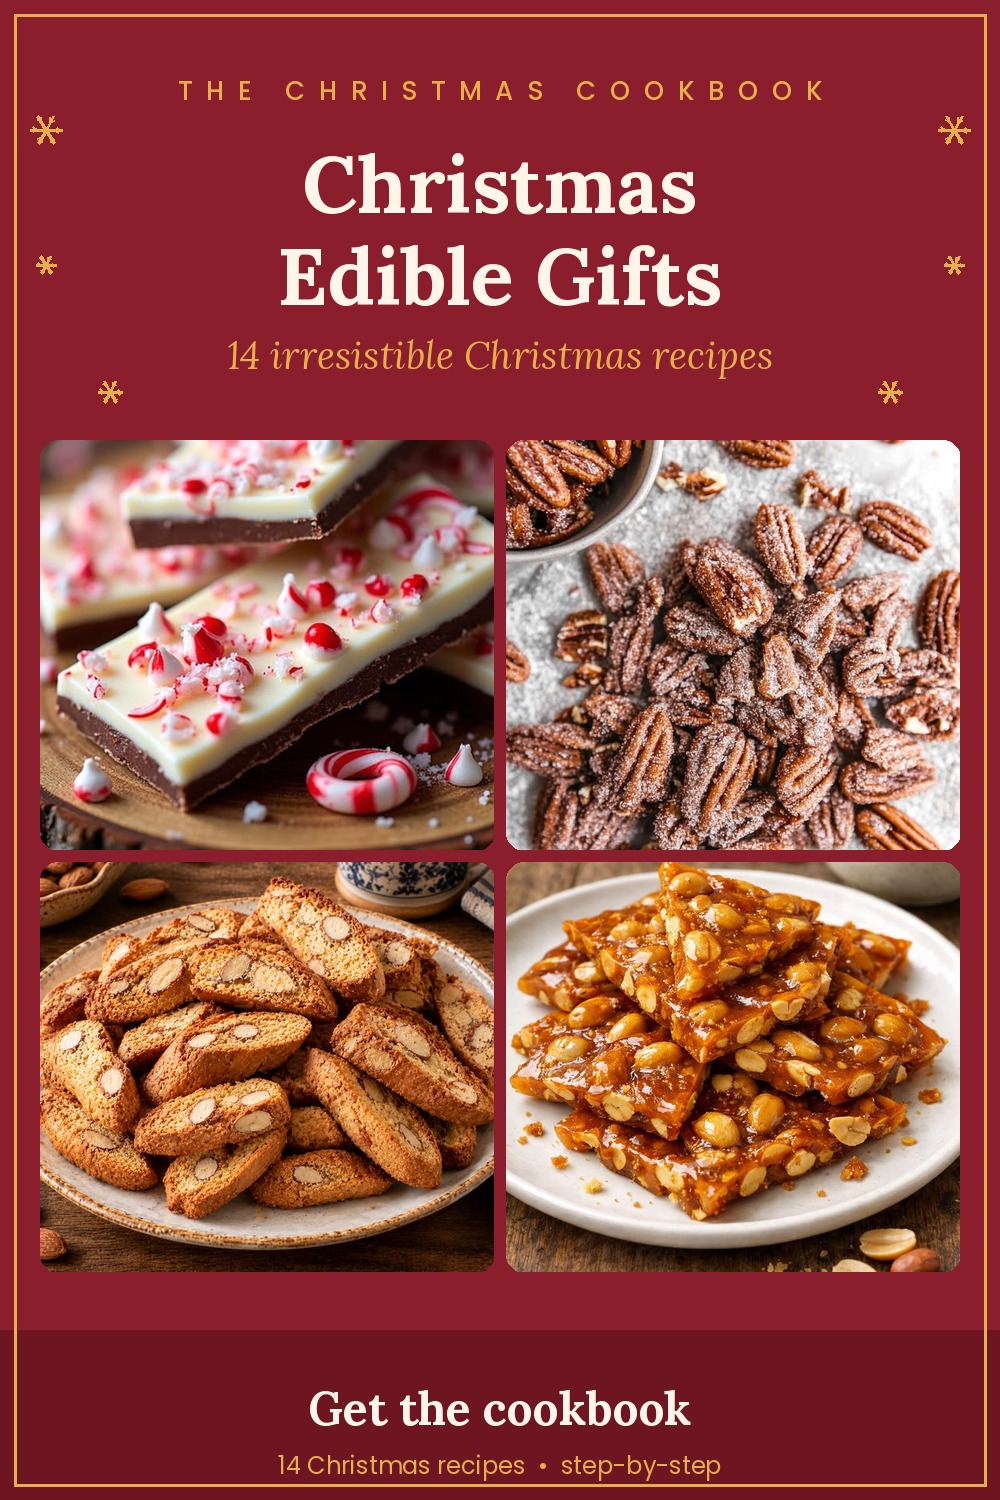 THE CHRISTMAS COOKBOOK
Christmas
Edible Gifts
14 irresistible Christmas recipes
Get the cookbook
14 Christmas recipes • step-by-step